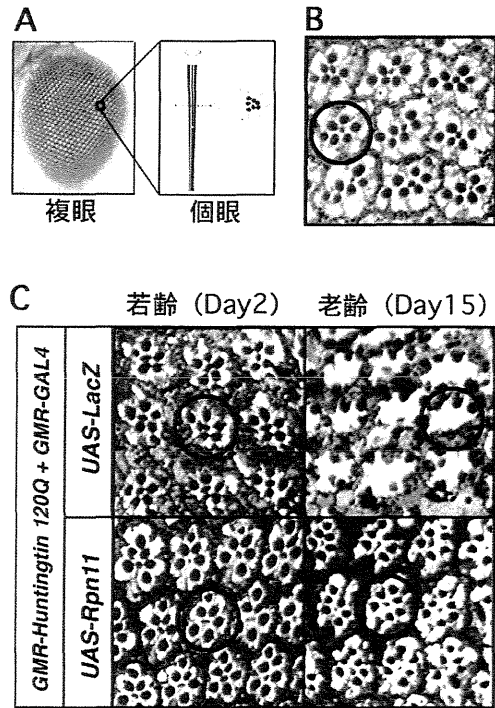 A
B
複眼
個眼
C
若齢 (Day2)
老齢 (Day15)
GMR-Huntingtin 120Q + GMR-GAL4
UAS-LacZ
UAS-Rpn11